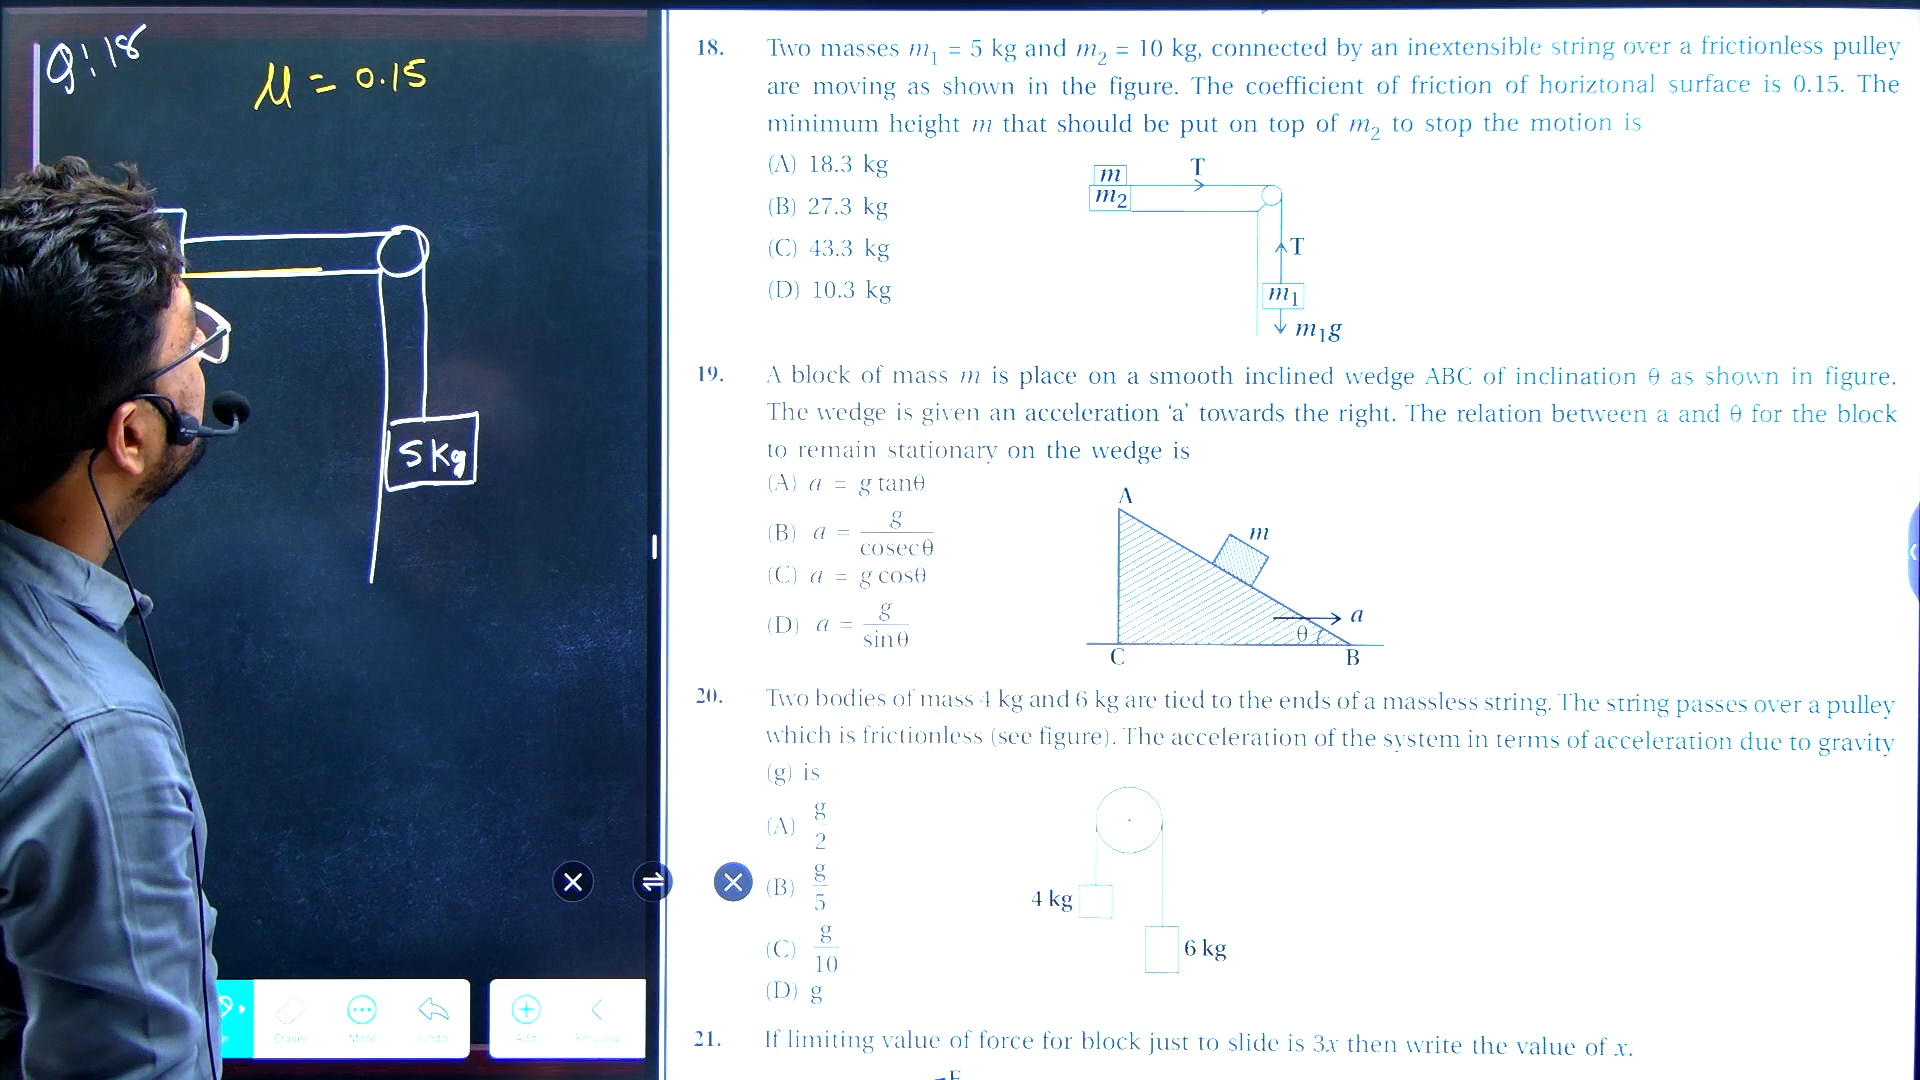 Q:18
μ = 0.15
5 Kg
18. Two masses m₁ = 5 kg and m₂ = 10 kg, connected by an inextensible string over a frictionless pulley
are moving as shown in the figure. The coefficient of friction of horiztonal surface is 0.15. The
minimum height m that should be put on top of m₂ to stop the motion is
(A) 18.3 kg
(B) 27.3 kg
(C) 43.3 kg
(D) 10.3 kg
m
m₂
T
T
m₁
m₁g
19. A block of mass m is place on a smooth inclined wedge ABC of inclination θ as shown in figure.
The wedge is given an acceleration ‘a’ towards the right. The relation between a and θ for the block
to remain stationary on the wedge is
(A) a = g tanθ
(B) a = g/cosecθ
(C) a = g cosθ
(D) a = g/sinθ
A
m
a
θ
C
B
20. Two bodies of mass 4 kg and 6 kg are tied to the ends of a massless string. The string passes over a pulley
which is frictionless (see figure). The acceleration of the system in terms of acceleration due to gravity
(g) is
(A) g/2
(B) g/5
(C) g/10
(D) g
4 kg
6 kg
21. If limiting value of force for block just to slide is 3x then write the value of x.
Eraser
More
Undo
Add
Previous